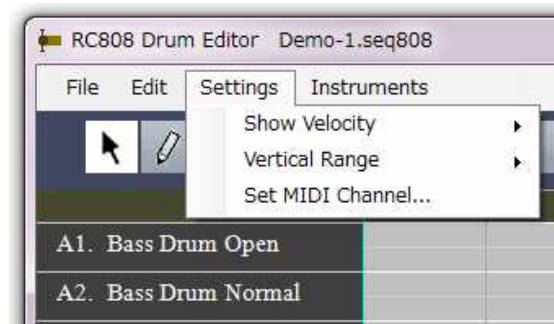 RC808 Drum Editor   Demo-1.seq808
File   Edit   Settings   Instruments
Show Velocity
Vertical Range
Set MIDI Channel...
A1.  Bass Drum Open
A2.  Bass Drum Normal